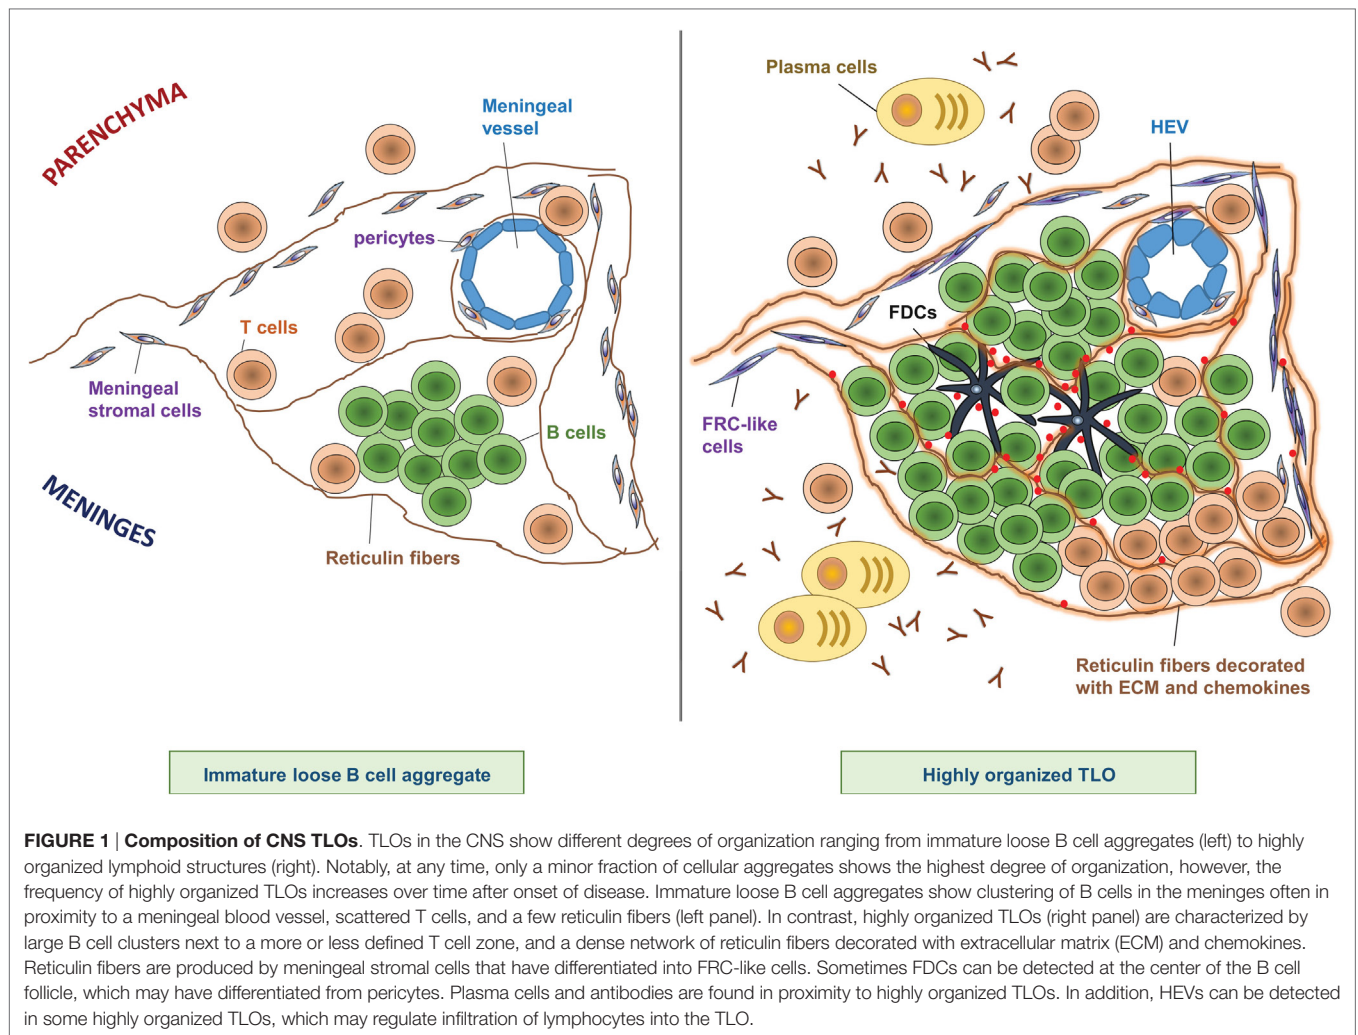 PARENCHYMA
Meningeal
vessel
pericytes
T cells
Meningeal
stromal cells
B cells
MENINGES
Reticulin fibers
Immature loose B cell aggregate
Plasma cells
HEV
FDCs
FRC-like
cells
Reticulin fibers decorated
with ECM and chemokines
Highly organized TLO
FIGURE 1 | Composition of CNS TLOs. TLOs in the CNS show different degrees of organization ranging from immature loose B cell aggregates (left) to highly
organized lymphoid structures (right). Notably, at any time, only a minor fraction of cellular aggregates shows the highest degree of organization, however, the
frequency of highly organized TLOs increases over time after onset of disease. Immature loose B cell aggregates show clustering of B cells in the meninges often in
proximity to a meningeal blood vessel, scattered T cells, and a few reticulin fibers (left panel). In contrast, highly organized TLOs (right panel) are characterized by
large B cell clusters next to a more or less defined T cell zone, and a dense network of reticulin fibers decorated with extracellular matrix (ECM) and chemokines.
Reticulin fibers are produced by meningeal stromal cells that have differentiated into FRC-like cells. Sometimes FDCs can be detected at the center of the B cell
follicle, which may have differentiated from pericytes. Plasma cells and antibodies are found in proximity to highly organized TLOs. In addition, HEVs can be detected
in some highly organized TLOs, which may regulate infiltration of lymphocytes into the TLO.